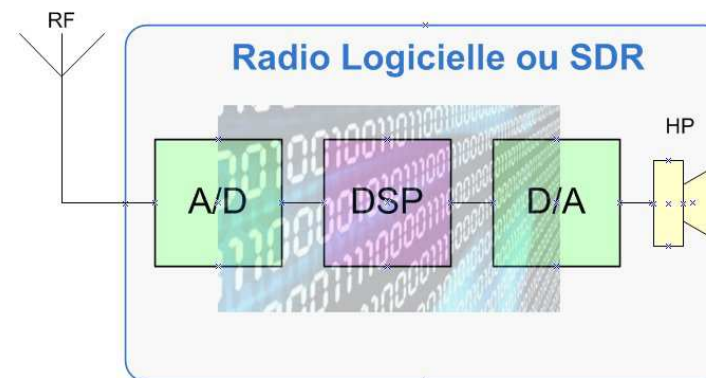 RF
Radio Logicielle ou SDR
HP
A/D
DSP
D/A